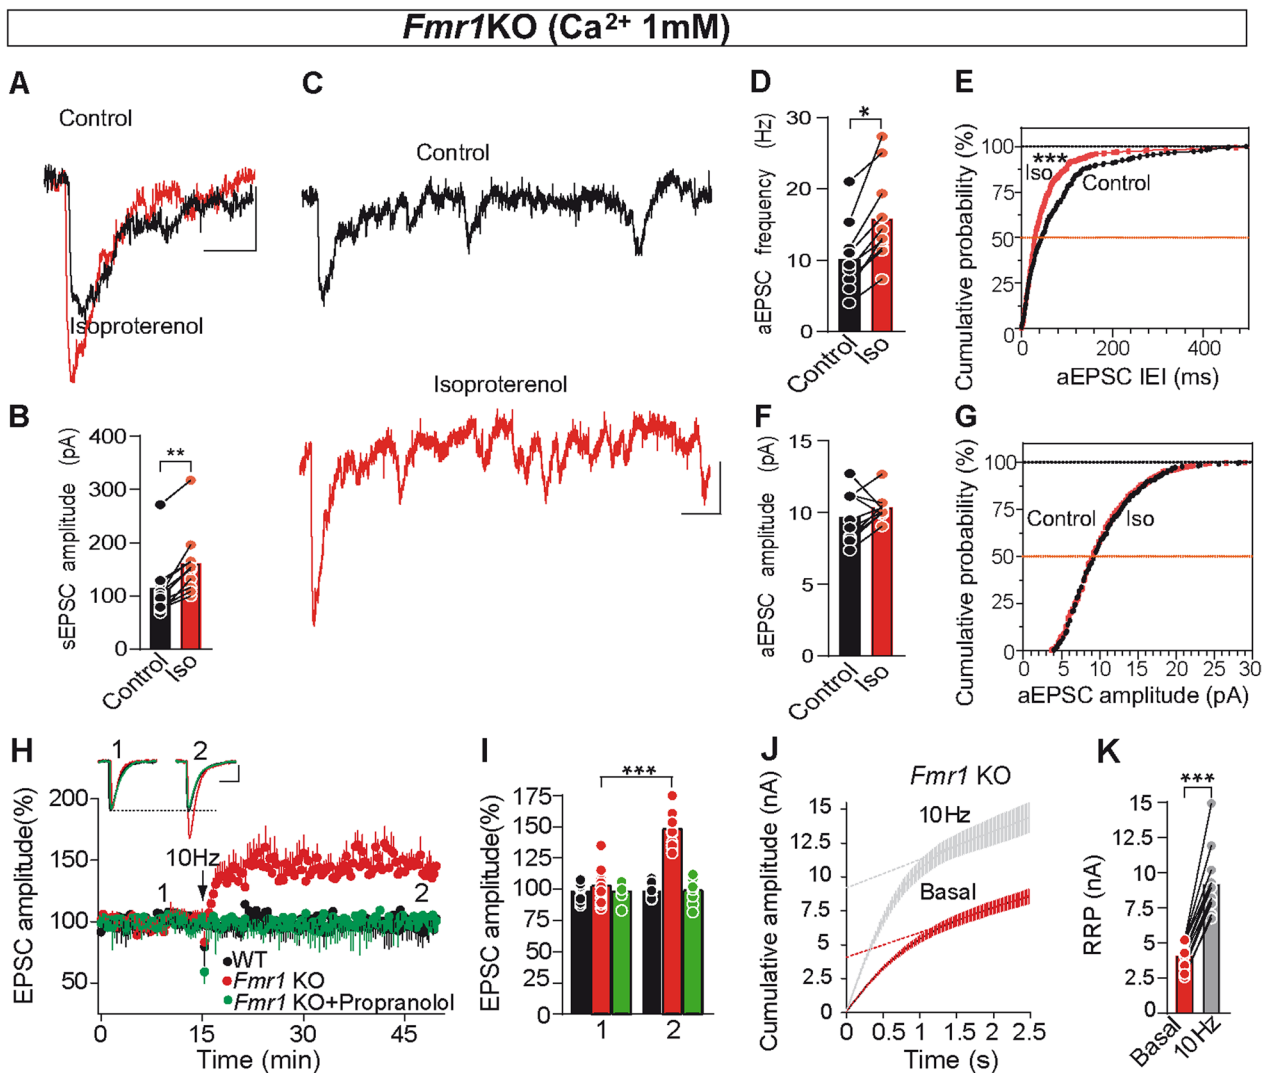 Fmr1KO (Ca²⁺ 1mM)
A
Control
Isoproterenol
B
sEPSC amplitude (pA)
400
300
200
100
0
**
Control
Iso
C
Control
Isoproterenol
D
aEPSC frequency (Hz)
30
20
10
0
*
Control
Iso
E
Cumulative probability (%)
100
75
50
25
0
***
Iso
Control
0
200
400
aEPSC IEI (ms)
F
aEPSC amplitude (pA)
15
10
5
0
Control
Iso
G
Cumulative probability (%)
100
75
50
25
0
Control
Iso
0
5
10
15
20
25
30
aEPSC amplitude (pA)
H
1
2
EPSC amplitude(%)
200
150
100
50
10Hz
1
2
WT
Fmr1 KO
Fmr1 KO+Propranolol
0
15
30
45
Time (min)
I
EPSC amplitude(%)
175
150
125
100
75
50
25
0
***
1
2
J
Fmr1 KO
Cumulative amplitude (nA)
15
12.5
10
7.5
5
2.5
0
10Hz
Basal
0
0.5
1
1.5
2
2.5
Time (s)
K
RRP (nA)
15
12.5
10
7.5
5
2.5
0
***
Basal
10Hz